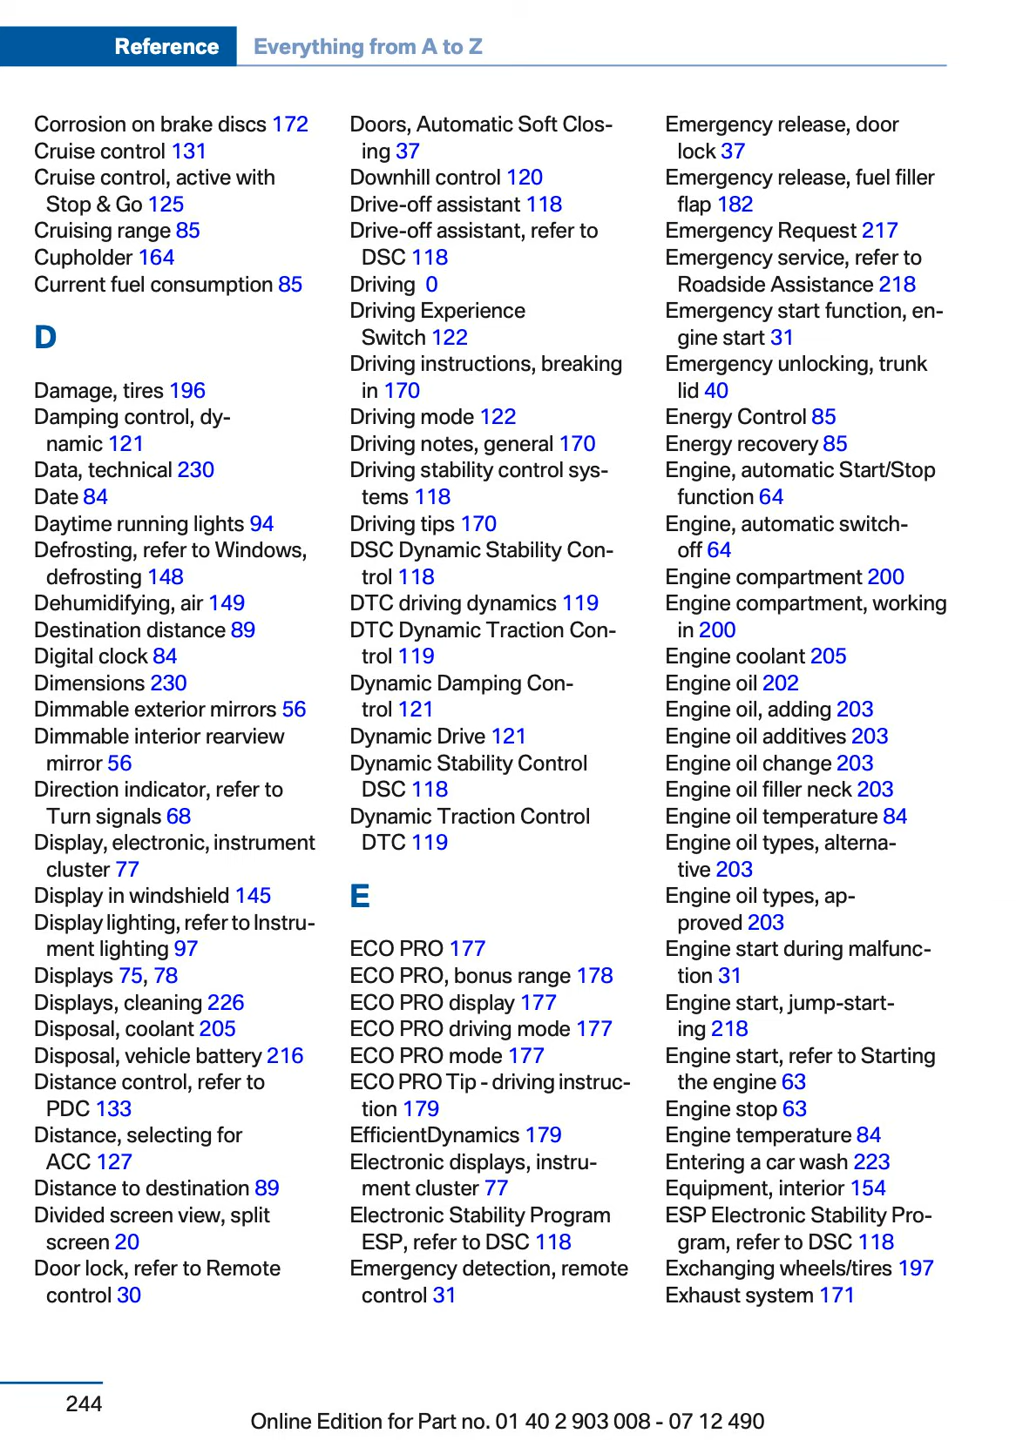 Reference Everything from A to Z
Corrosion on brake discs 172
Cruise control 131
Cruise control, active with
Stop & Go 125
Cruising range 85
Cupholder 164
Current fuel consumption 85
D
Damage, tires 196
Damping control, dy-
namic 121
Data, technical 230
Date 84
Daytime running lights 94
Defrosting, refer to Windows,
defrosting 148
Dehumidifying, air 149
Destination distance 89
Digital clock 84
Dimensions 230
Dimmable exterior mirrors 56
Dimmable interior rearview
mirror 56
Direction indicator, refer to
Turn signals 68
Display, electronic, instrument
cluster 77
Display in windshield 145
Display lighting, refer to Instru-
ment lighting 97
Displays 75, 78
Displays, cleaning 226
Disposal, coolant 205
Disposal, vehicle battery 216
Distance control, refer to
PDC 133
Distance, selecting for
ACC 127
Distance to destination 89
Divided screen view, split
screen 20
Door lock, refer to Remote
control 30
Doors, Automatic Soft Clos-
ing 37
Downhill control 120
Drive-off assistant 118
Drive-off assistant, refer to
DSC 118
Driving 0
Driving Experience
Switch 122
Driving instructions, breaking
in 170
Driving mode 122
Driving notes, general 170
Driving stability control sys-
tems 118
Driving tips 170
DSC Dynamic Stability Con-
trol 118
DTC driving dynamics 119
DTC Dynamic Traction Con-
trol 119
Dynamic Damping Con-
trol 121
Dynamic Drive 121
Dynamic Stability Control
DSC 118
Dynamic Traction Control
DTC 119
E
ECO PRO 177
ECO PRO, bonus range 178
ECO PRO display 177
ECO PRO driving mode 177
ECO PRO mode 177
ECO PRO Tip - driving instruc-
tion 179
EfficientDynamics 179
Electronic displays, instru-
ment cluster 77
Electronic Stability Program
ESP, refer to DSC 118
Emergency detection, remote
control 31
Emergency release, door
lock 37
Emergency release, fuel filler
flap 182
Emergency Request 217
Emergency service, refer to
Roadside Assistance 218
Emergency start function, en-
gine start 31
Emergency unlocking, trunk
lid 40
Energy Control 85
Energy recovery 85
Engine, automatic Start/Stop
function 64
Engine, automatic switch-
off 64
Engine compartment 200
Engine compartment, working
in 200
Engine coolant 205
Engine oil 202
Engine oil, adding 203
Engine oil additives 203
Engine oil change 203
Engine oil filler neck 203
Engine oil temperature 84
Engine oil types, alterna-
tive 203
Engine oil types, ap-
proved 203
Engine start during malfunc-
tion 31
Engine start, jump-start-
ing 218
Engine start, refer to Starting
the engine 63
Engine stop 63
Engine temperature 84
Entering a car wash 223
Equipment, interior 154
ESP Electronic Stability Pro-
gram, refer to DSC 118
Exchanging wheels/tires 197
Exhaust system 171
244
Online Edition for Part no. 01 40 2 903 008 - 07 12 490